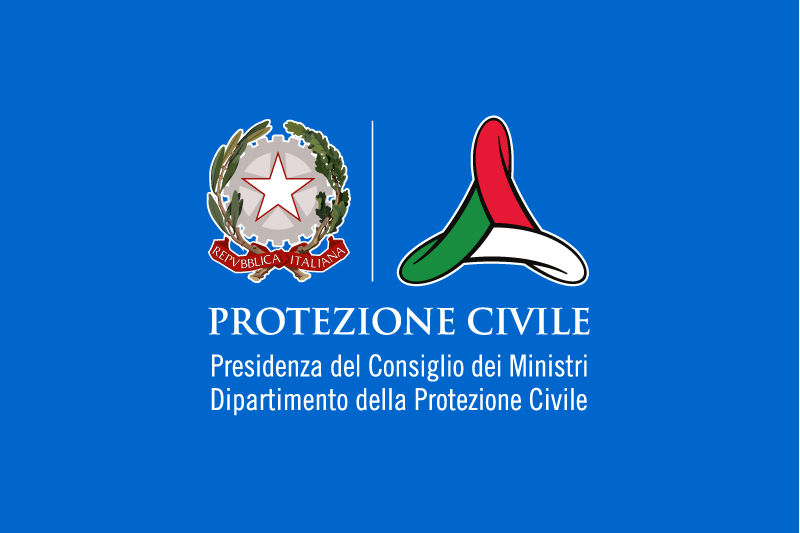 REPVBBLICA ITALIANA
PROTEZIONE CIVILE
Presidenza del Consiglio dei Ministri
Dipartimento della Protezione Civile